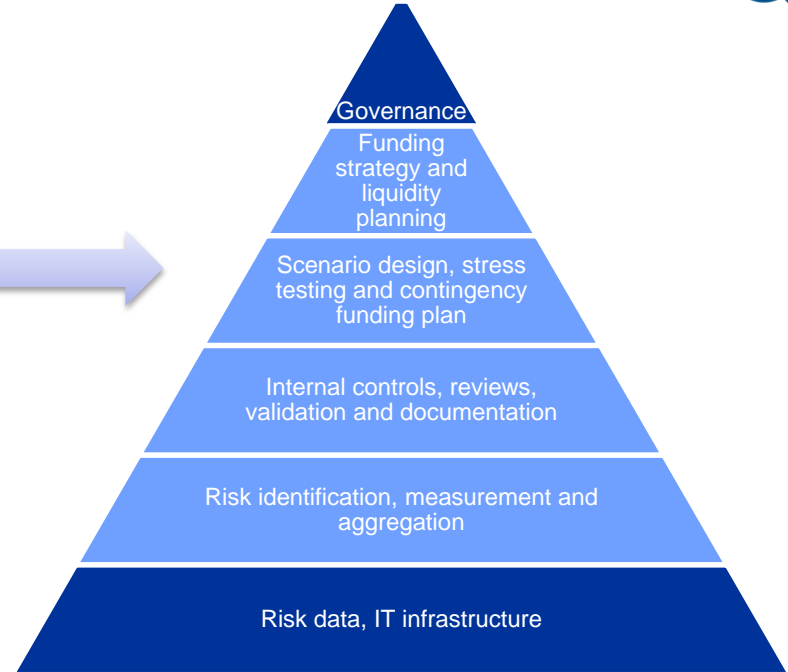 Governance
Funding
strategy and
liquidity
planning
Scenario design, stress
testing and contingency
funding plan
Internal controls, reviews,
validation and documentation
Risk identification, measurement and
aggregation
Risk data, IT infrastructure